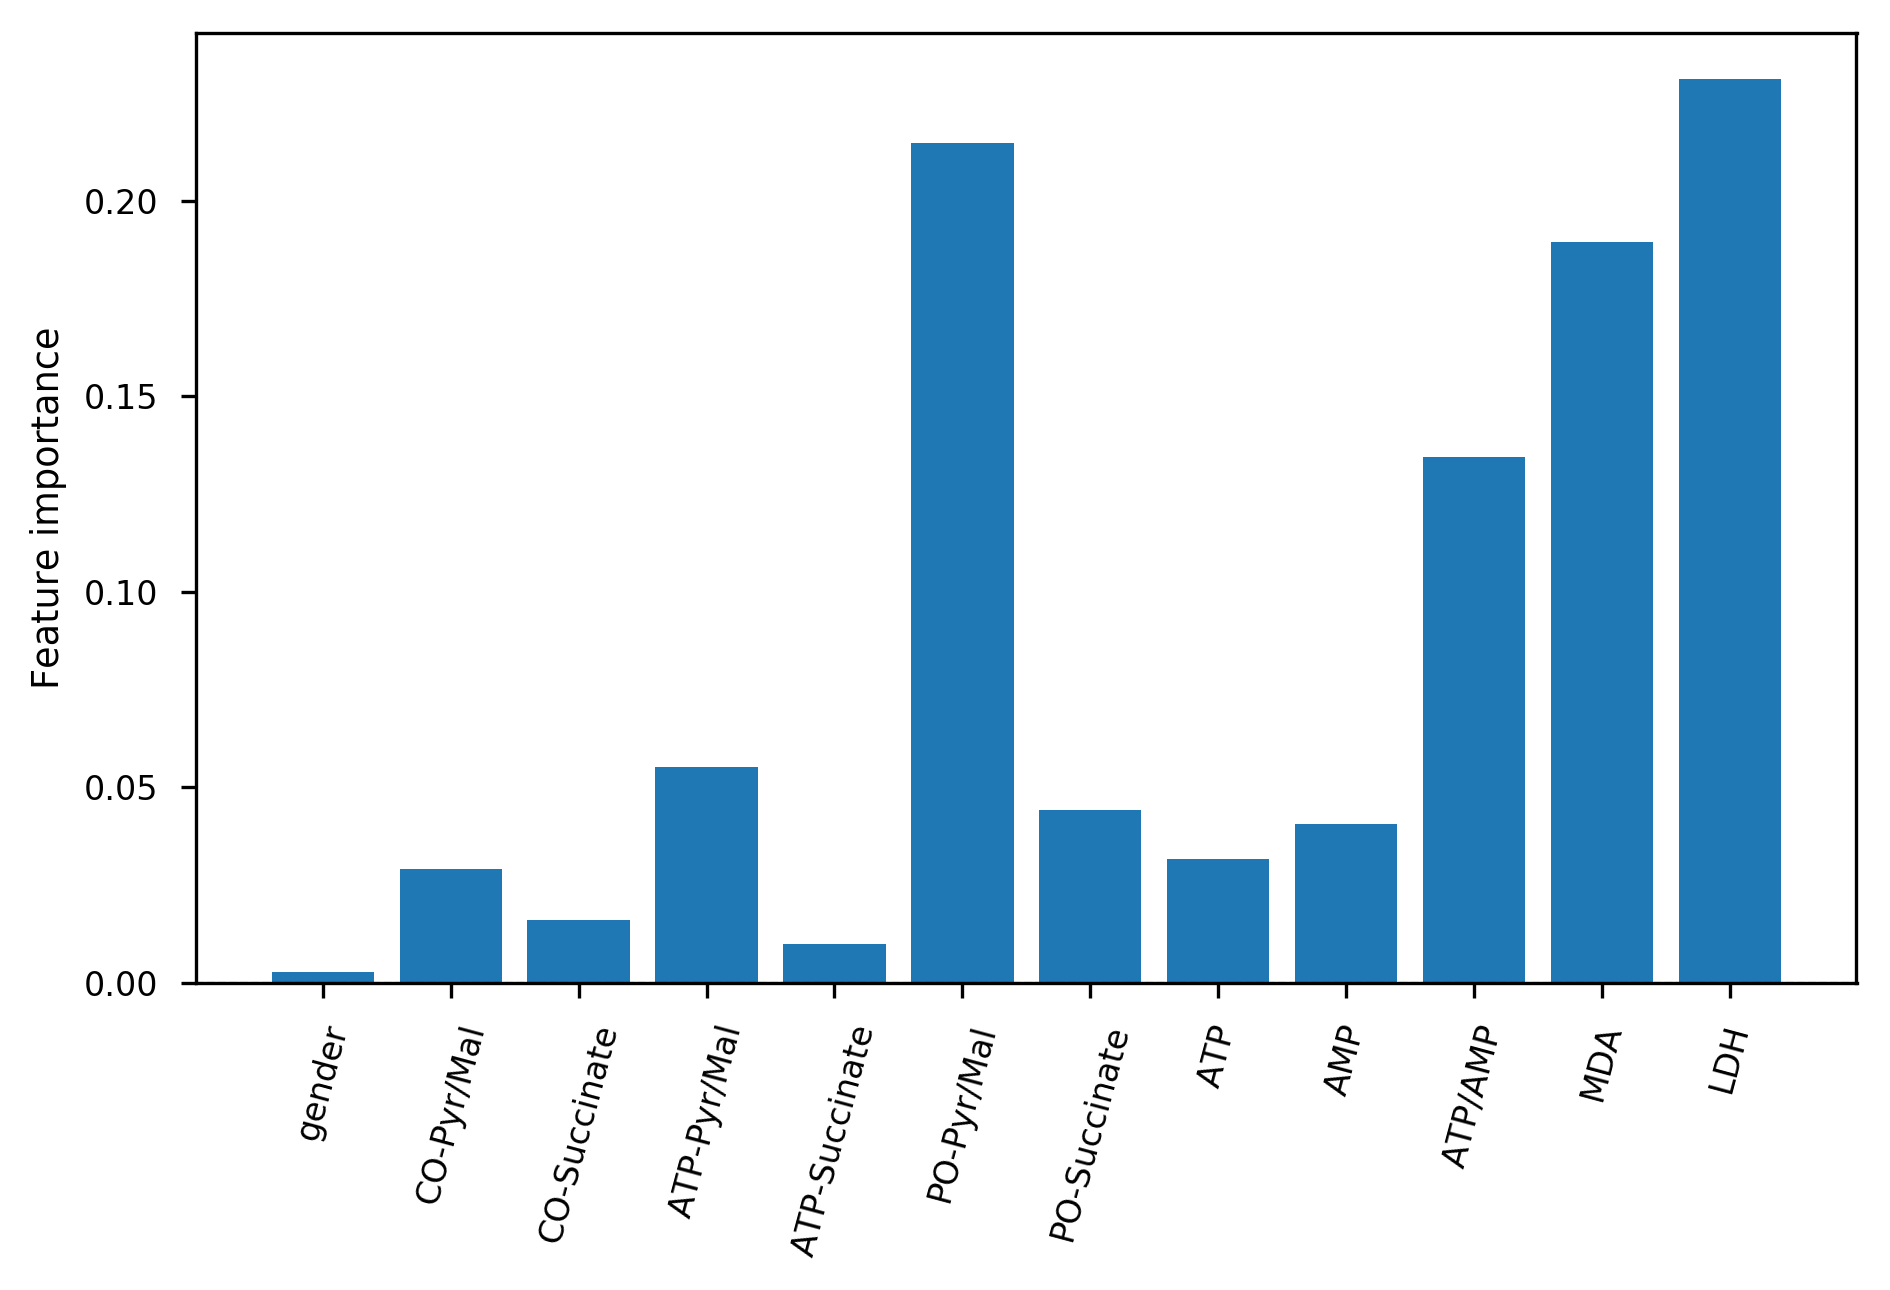 Feature importance
0.20
0.15
0.10
0.05
0.00
gender
CO-Pyr/Mal
CO-Succinate
ATP-Pyr/Mal
ATP-Succinate
PO-Pyr/Mal
PO-Succinate
ATP
AMP
ATP/AMP
MDA
LDH